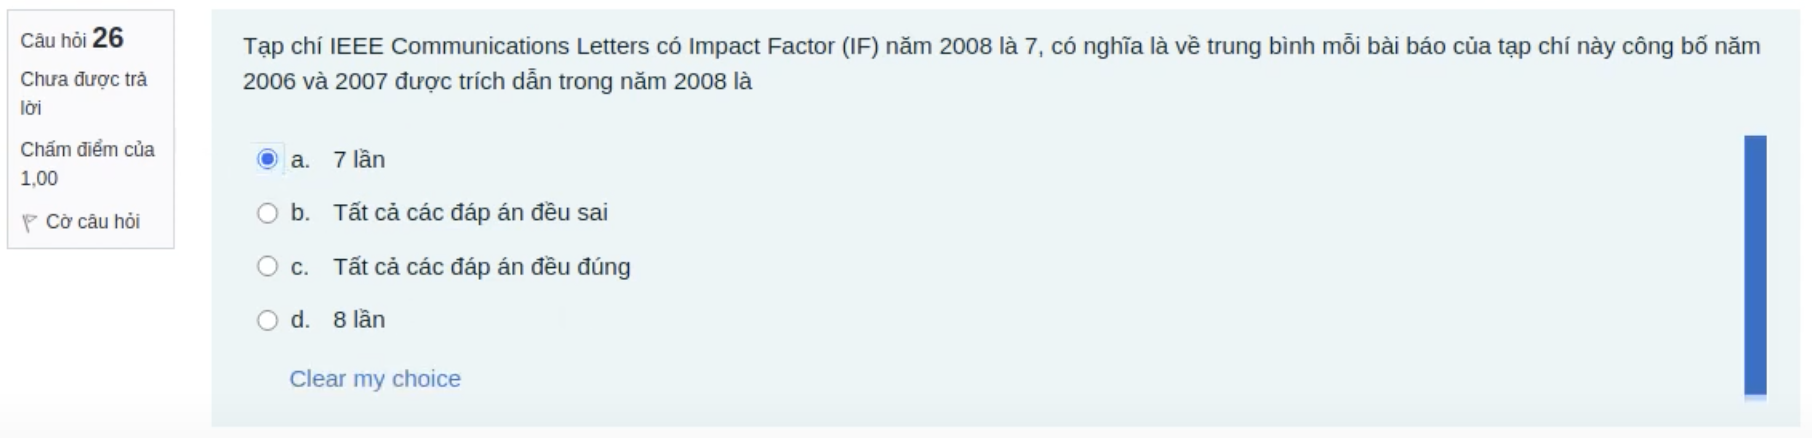 Câu hỏi 26
Chưa được trả
lời
Chấm điểm của
1,00
Cờ câu hỏi
Tạp chí IEEE Communications Letters có Impact Factor (IF) năm 2008 là 7, có nghĩa là về trung bình mỗi bài báo của tạp chí này công bố năm
2006 và 2007 được trích dẫn trong năm 2008 là
a. 7 lần
b. Tất cả các đáp án đều sai
c. Tất cả các đáp án đều đúng
d. 8 lần
Clear my choice